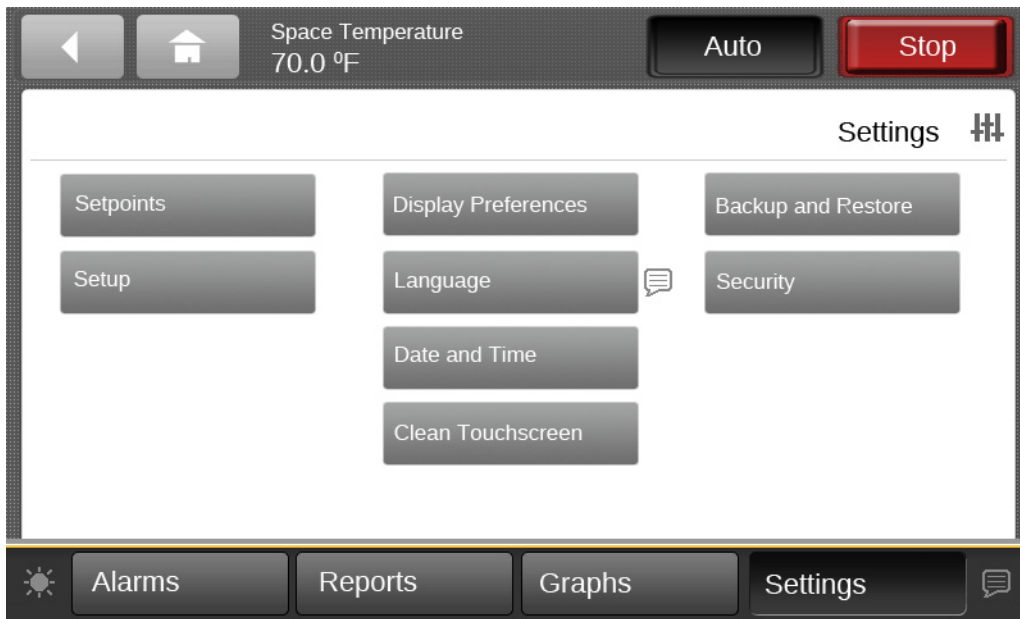 Space Temperature
70.0 ⁰F
Auto
Stop
Settings
Setpoints
Display Preferences
Backup and Restore
Setup
Language
Security
Date and Time
Clean Touchscreen
Alarms
Reports
Graphs
Settings